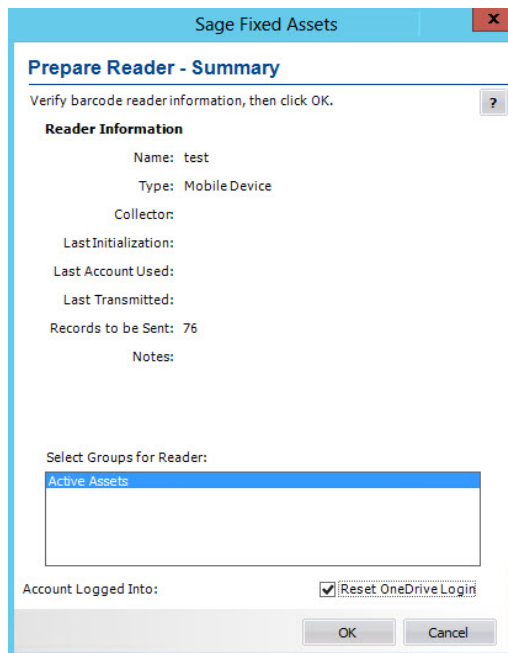 Sage Fixed Assets
x
Prepare Reader - Summary
Verify barcode reader information, then click OK.
?
Reader Information
Name: test
Type: Mobile Device
Collector:
Last Initialization:
Last Account Used:
Last Transmitted:
Records to be Sent: 76
Notes:
Select Groups for Reader:
Active Assets
Account Logged Into:
Reset OneDrive Login
OK
Cancel